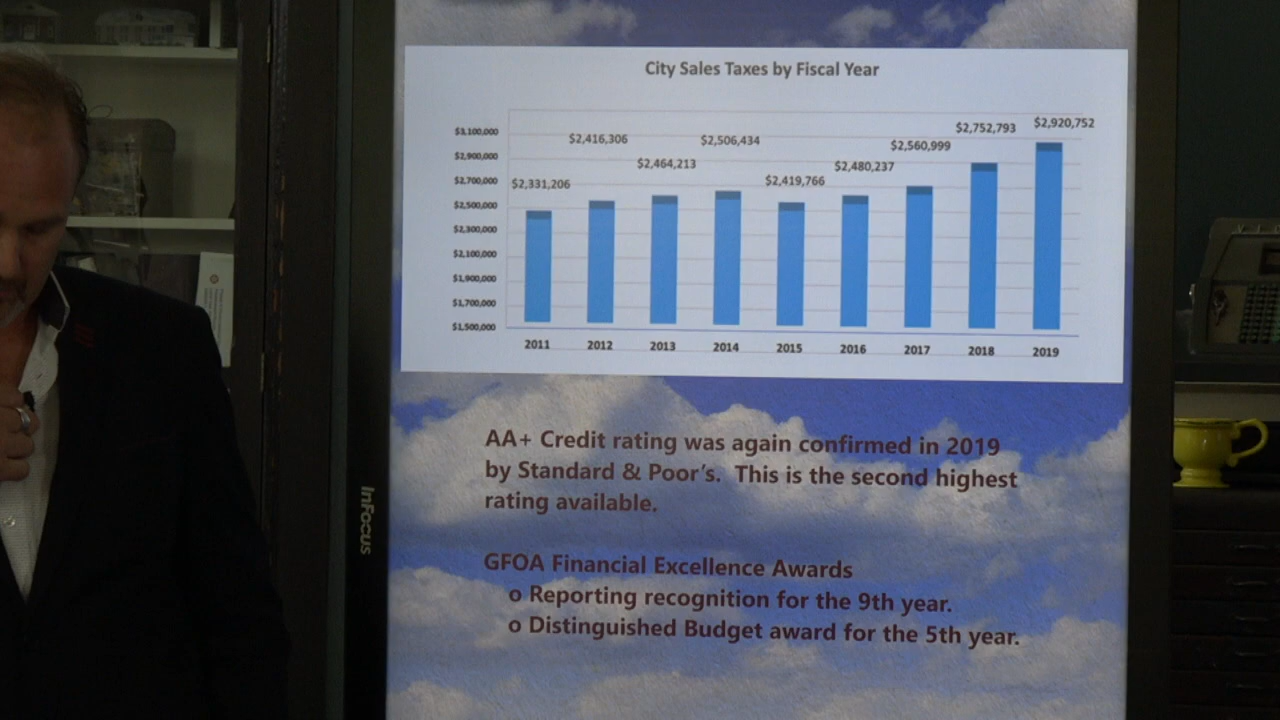 City Sales Taxes by Fiscal Year
$3,100,000
$2,900,000
$2,700,000
$2,500,000
$2,300,000
$2,100,000
$1,900,000
$1,700,000
$1,500,000
$2,331,206
$2,416,306
$2,464,213
$2,506,434
$2,419,766
$2,480,237
$2,560,999
$2,752,793
$2,920,752
2011 2012 2013 2014 2015 2016 2017 2018 2019
AA+ Credit rating was again confirmed in 2019
by Standard & Poor's. This is the second highest
rating available.
GFOA Financial Excellence Awards
o Reporting recognition for the 9th year.
o Distinguished Budget award for the 5th year.
InFocus